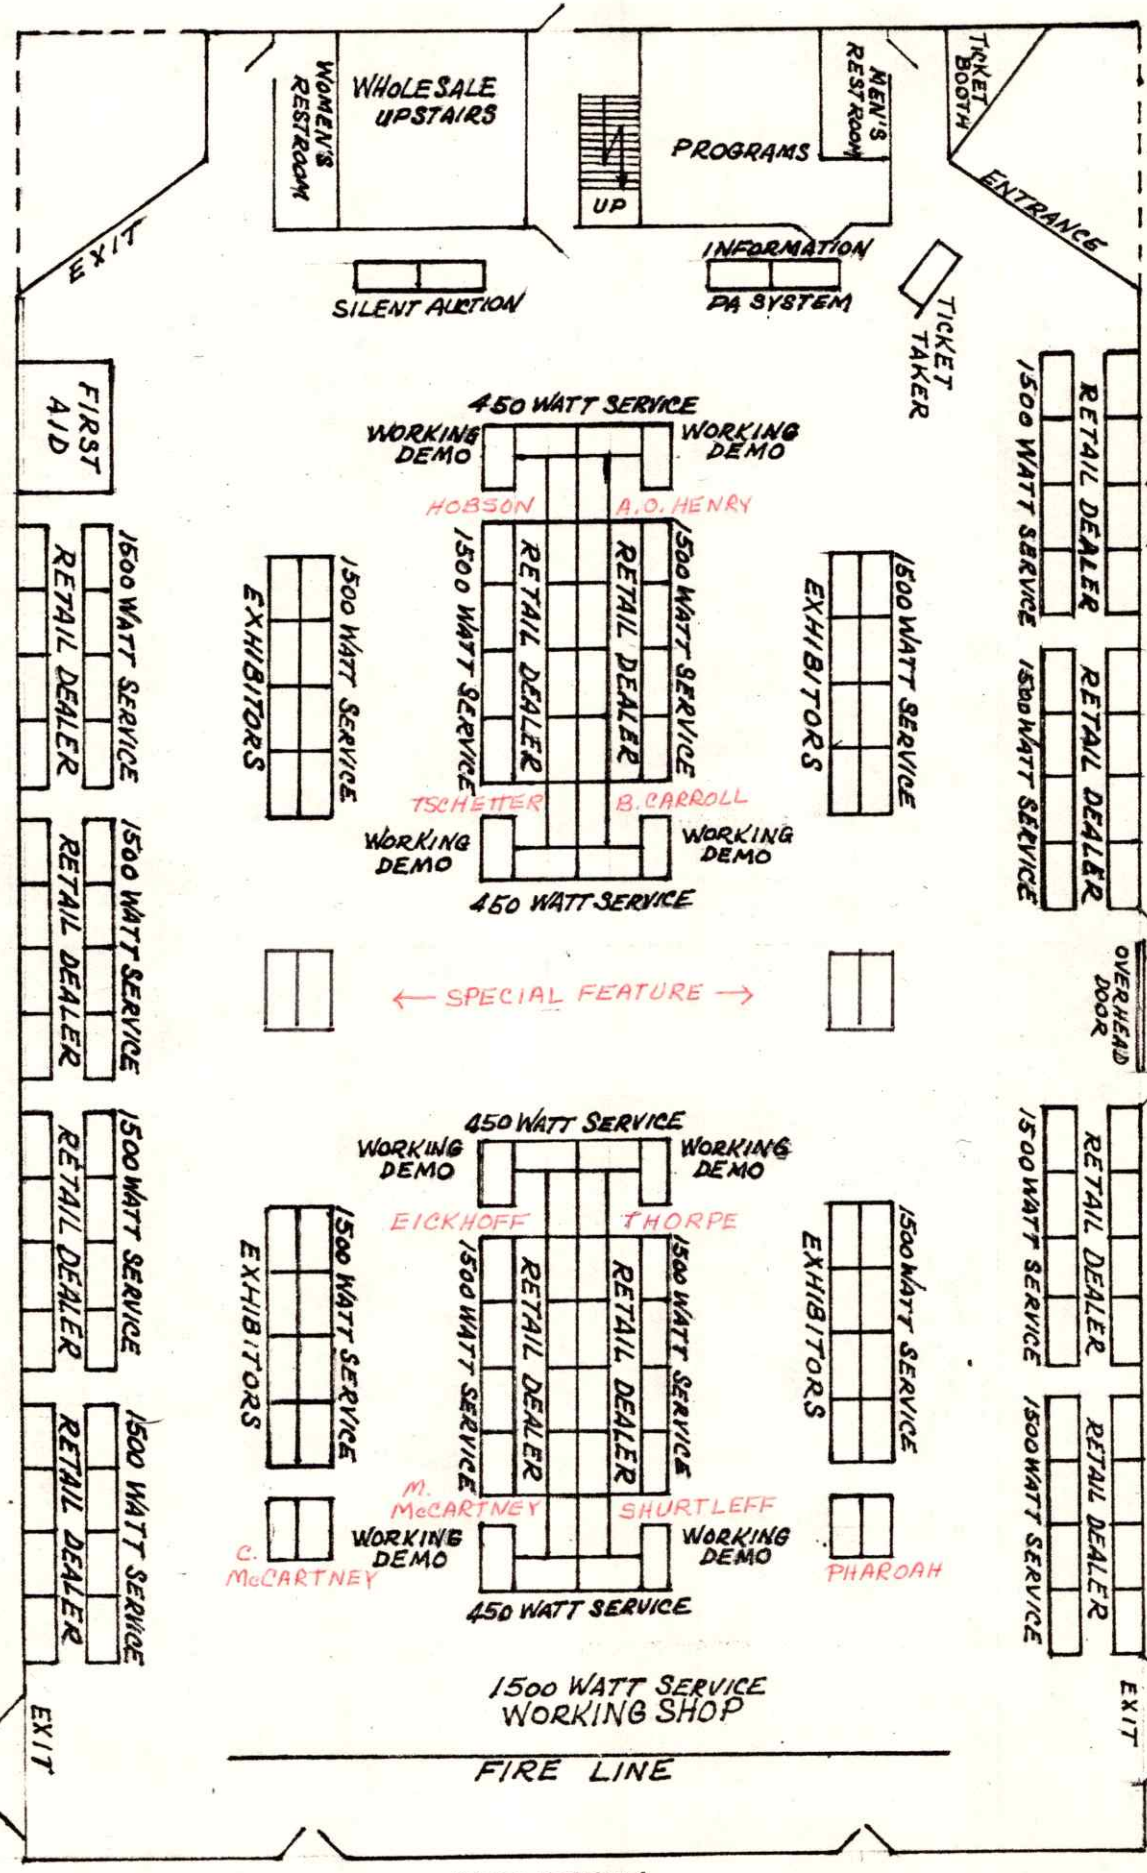 WOMEN'S
RESTROOM
WHOLESALE
UPSTAIRS
UP
PROGRAMS
MEN'S
RESTROOM
TICKET
BOOTH
EXIT
ENTRANCE
SILENT AUCTION
INFORMATION
PA SYSTEM
TICKET
TAKER
FIRST
AID
450 WATT SERVICE
WORKING
DEMO
WORKING
DEMO
HOBSON
A.O. HENRY
RETAIL DEALER
1500 WATT SERVICE
1500 WATT SERVICE
RETAIL DEALER
EXHIBITORS
1500 WATT SERVICE
1500 WATT SERVICE
RETAIL DEALER
RETAIL DEALER
1500 WATT SERVICE
EXHIBITORS
1500 WATT SERVICE
1500 WATT SERVICE
RETAIL DEALER
TSCHETTER
B. CARROLL
WORKING
DEMO
WORKING
DEMO
450 WATT SERVICE
RETAIL DEALER
1500 WATT SERVICE
← SPECIAL FEATURE →
OVERHEAD
DOOR
450 WATT SERVICE
WORKING
DEMO
WORKING
DEMO
EICKHOFF
THORPE
RETAIL DEALER
1500 WATT SERVICE
EXHIBITORS
1500 WATT SERVICE
1500 WATT SERVICE
RETAIL DEALER
RETAIL DEALER
1500 WATT SERVICE
EXHIBITORS
1500 WATT SERVICE
1500 WATT SERVICE
RETAIL DEALER
M.
McCARTNEY
SHURTLEFF
C.
McCARTNEY
WORKING
DEMO
WORKING
DEMO
PHAROAH
450 WATT SERVICE
RETAIL DEALER
1500 WATT SERVICE
1500 WATT SERVICE
RETAIL DEALER
1500 WATT SERVICE
WORKING SHOP
EXIT
EXIT
FIRE LINE